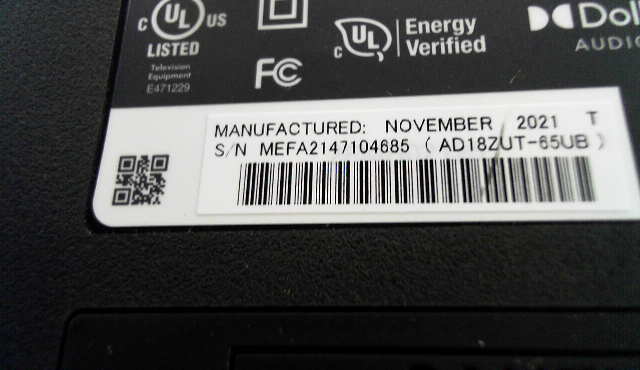 C UL US
LISTED
Television
Equipment
E471229
FC
C UL
Energy
Verified
AUDIO
MANUFACTURED: NOVEMBER 2021 T
S/N MEFA2147104685 ( AD18ZUT-65UB )